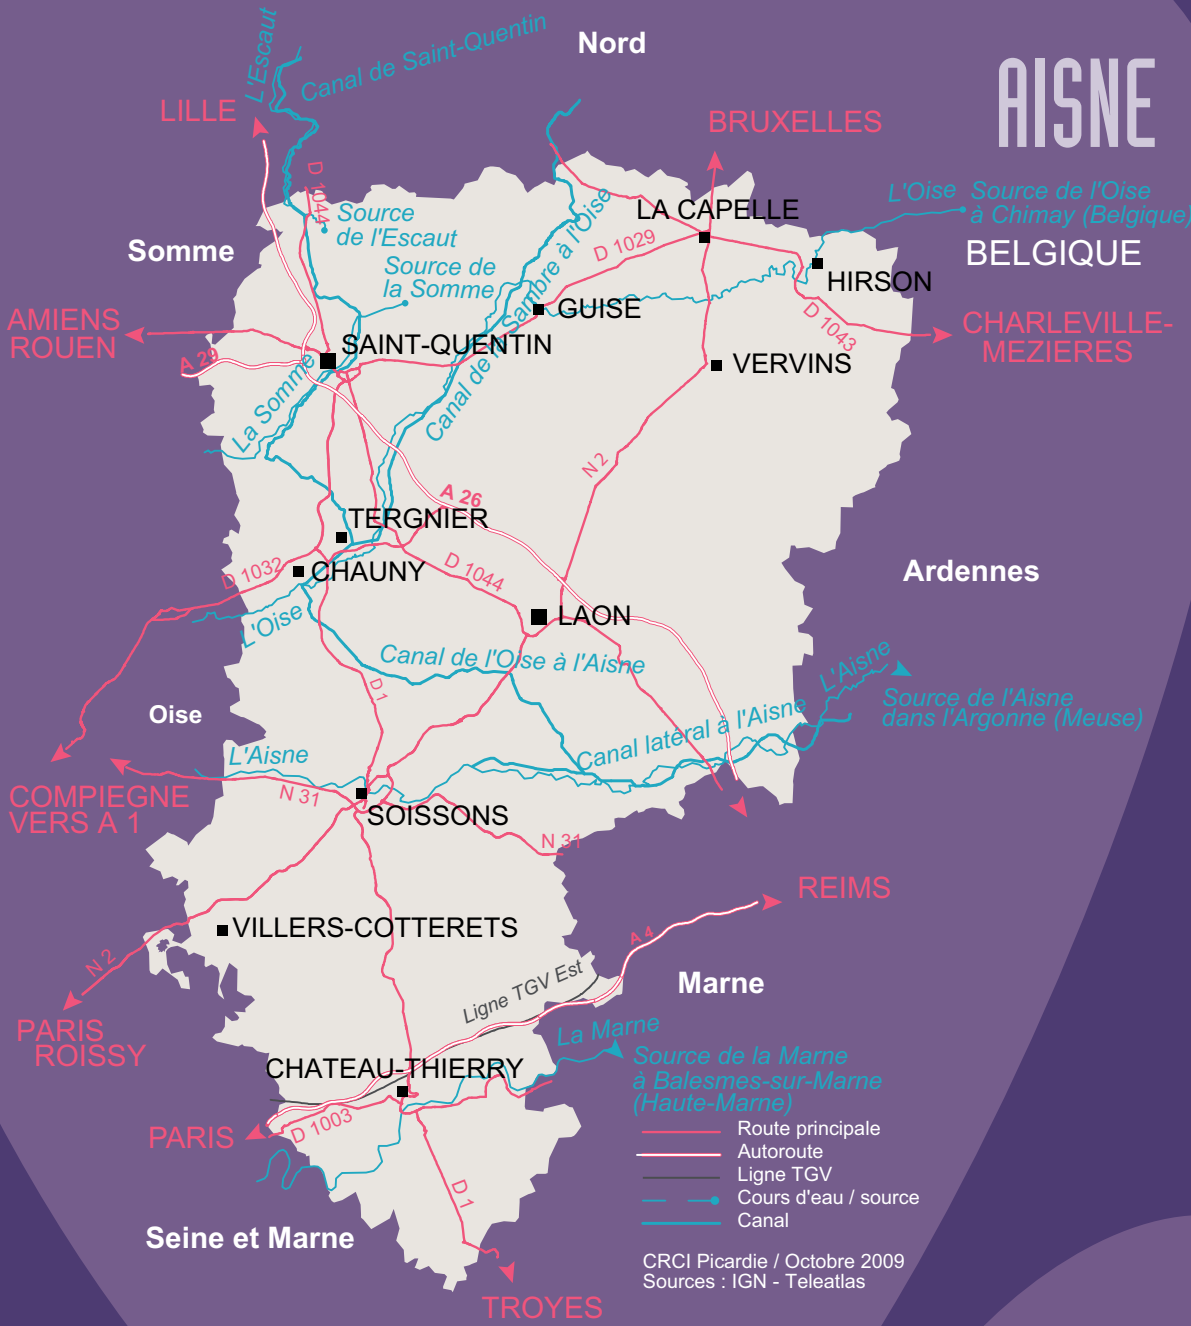 L'Escaut
Canal de Saint-Quentin
Nord
AISNE
LILLE
BRUXELLES
D 1044
L'Oise
Source de l'Oise
à Chimay (Belgique)
Source
de l'Escaut
LA CAPELLE
D 1029
Somme
BELGIQUE
Source de
la Somme
Canal de la Sambre à l'Oise
HIRSON
GUISE
D 1043
AMIENS
ROUEN
CHARLEVILLE-
MEZIERES
A 29
SAINT-QUENTIN
VERVINS
La Somme
N 2
A 26
TERGNIER
D 1032
CHAUNY
D 1044
Ardennes
L'Oise
LAON
Canal de l'Oise à l'Aisne
D 1
L'Aisne
Source de l'Aisne
dans l'Argonne (Meuse)
Oise
Canal latéral à l'Aisne
L'Aisne
COMPIEGNE
VERS A 1
N 31
SOISSONS
N 31
REIMS
VILLERS-COTTERETS
A 4
N 2
Ligne TGV Est
Marne
PARIS
ROISSY
La Marne
CHATEAU-THIERRY
Source de la Marne
à Balesmes-sur-Marne
(Haute-Marne)
PARIS
D 1003
D 1
Seine et Marne
TROYES
Route principale
Autoroute
Ligne TGV
Cours d'eau / source
Canal
CRCI Picardie / Octobre 2009
Sources : IGN - Teleatlas